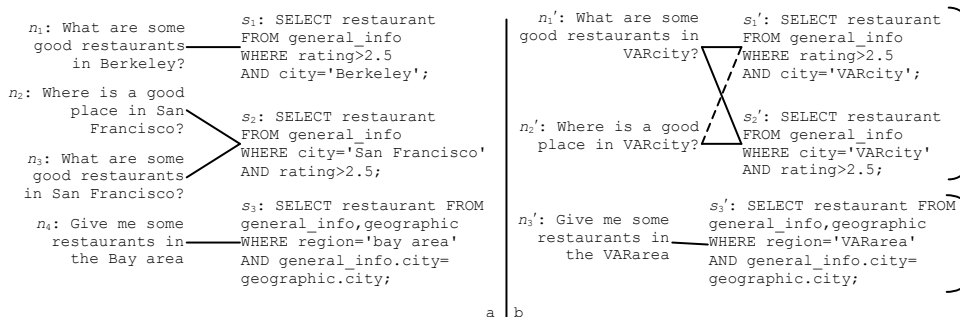 n₁: What are some
good restaurants
in Berkeley?
s₁: SELECT restaurant
FROM general_info
WHERE rating>2.5
AND city='Berkeley';
n₂: Where is a good
place in San
Francisco?
n₃: What are some
good restaurants
in San Francisco?
s₂: SELECT restaurant
FROM general_info
WHERE city='San Francisco'
AND rating>2.5;
n₄: Give me some
restaurants in
the Bay area
s₃: SELECT restaurant FROM
general_info,geographic
WHERE region='bay area'
AND general_info.city=
geographic.city;
a
n₁': What are some
good restaurants in
VARcity?
s₁': SELECT restaurant
FROM general_info
WHERE rating>2.5
AND city='VARcity';
n₂': Where is a good
place in VARcity?
s₂': SELECT restaurant
FROM general_info
WHERE city='VARcity'
AND rating>2.5;
n₃': Give me some
restaurants in
the VARarea
s₃': SELECT restaurant FROM
general_info,geographic
WHERE region='VARarea'
AND general_info.city=
geographic.city;
b